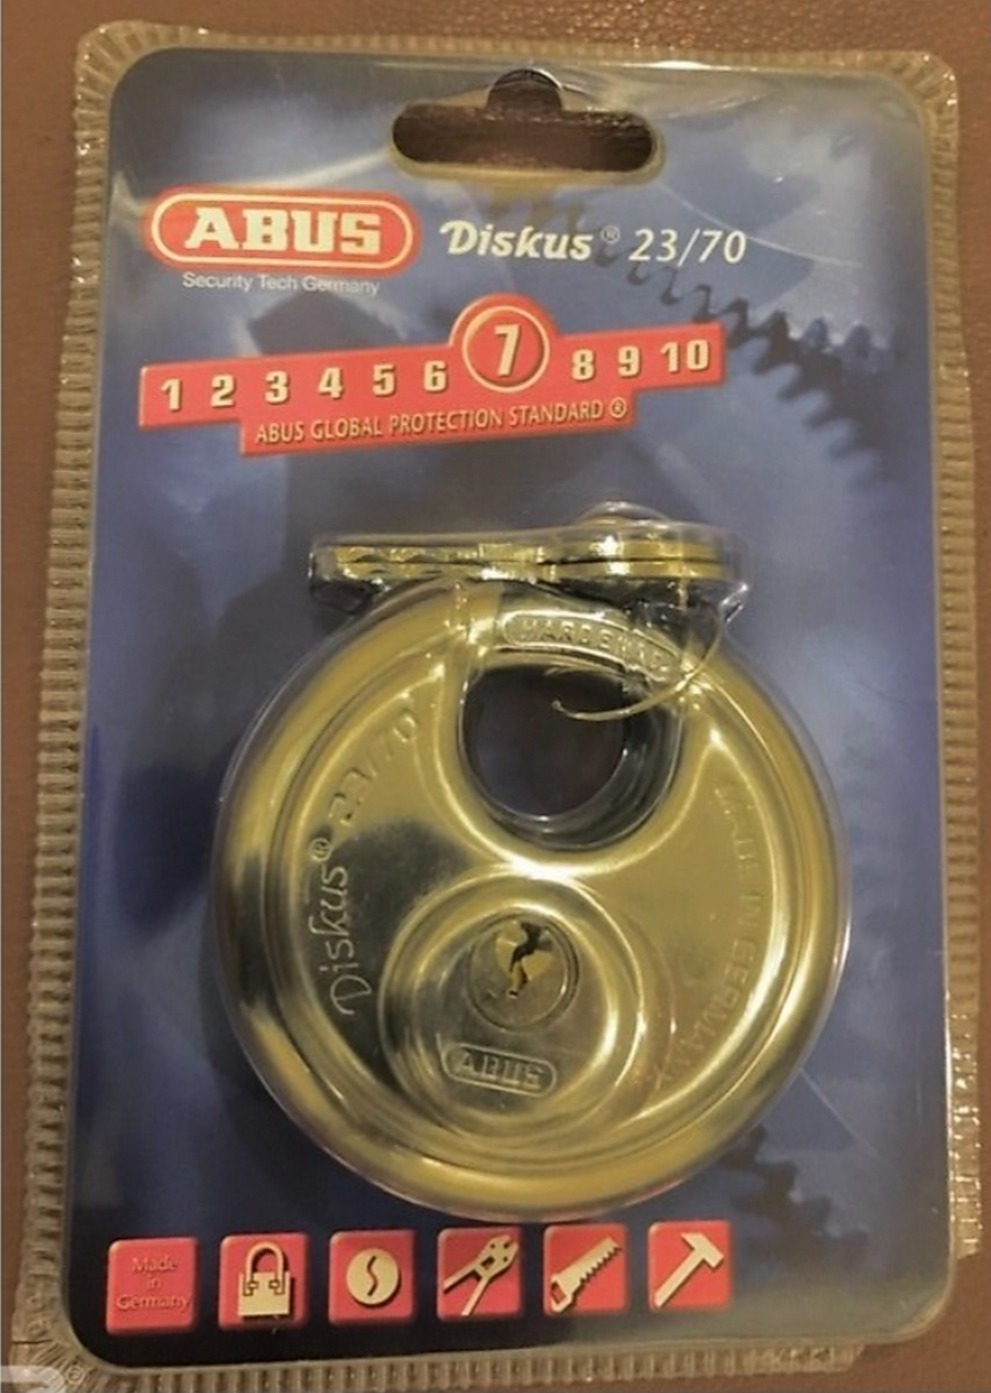 ABUS
Diskus® 23/70
Security Tech Germany
1 2 3 4 5 6 7 8 9 10
ABUS GLOBAL PROTECTION STANDARD ®
HARDENED
Diskus® 23/70
MADE IN GERMANY
ABUS
Made
in
Germany